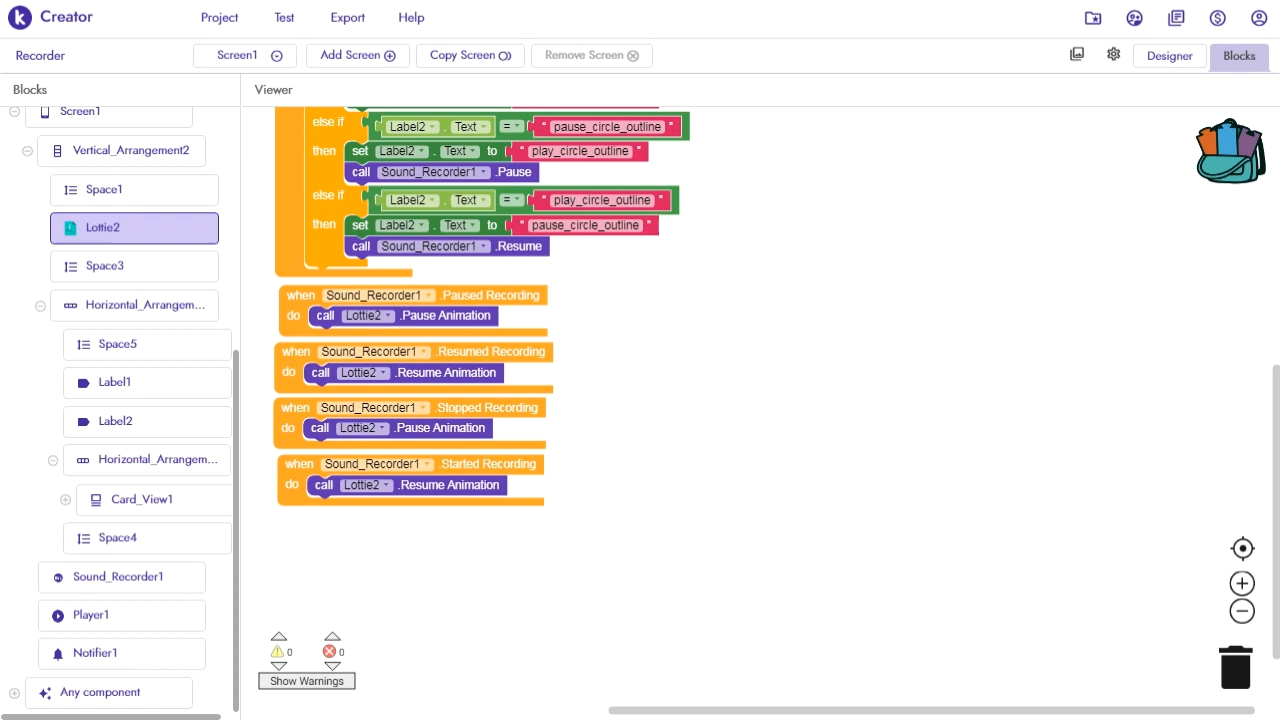 Creator Project Test Export Help
Recorder Screen1 Add Screen Copy Screen Remove Screen Designer Blocks
Blocks Viewer
Screen1
Vertical_Arrangement2
Space1
Lottie2
Space3
Horizontal_Arrangem...
Space5
Label1
Label2
Horizontal_Arrangem...
Card_View1
Space4
Sound_Recorder1
Player1
Notifier1
Any component
else if Label2 . Text = " pause_circle_outline "
then set Label2 . Text to " play_circle_outline "
call Sound_Recorder1 .Pause
else if Label2 . Text = " play_circle_outline "
then set Label2 . Text to " pause_circle_outline "
call Sound_Recorder1 .Resume
when Sound_Recorder1 .Paused Recording
do call Lottie2 .Pause Animation
when Sound_Recorder1 .Resumed Recording
do call Lottie2 .Resume Animation
when Sound_Recorder1 .Stopped Recording
do call Lottie2 .Pause Animation
when Sound_Recorder1 .Started Recording
do call Lottie2 .Resume Animation
0 0
Show Warnings